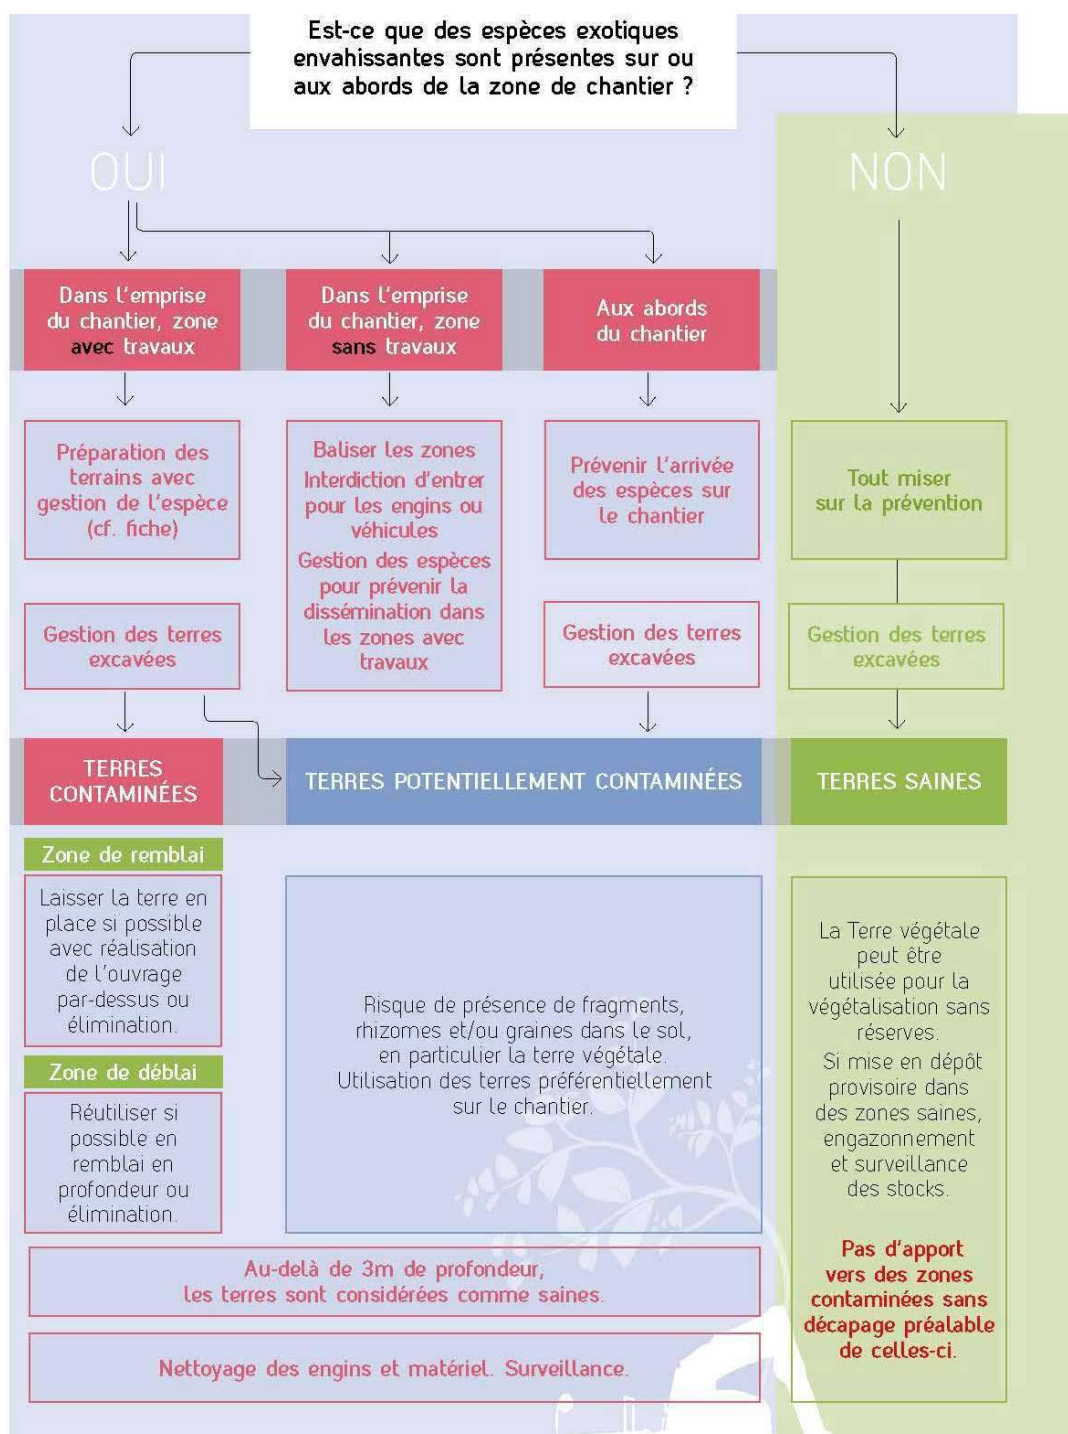 Est-ce que des espèces exotiques
envahissantes sont présentes sur ou
aux abords de la zone de chantier ?
OUI
NON
Dans l'emprise
du chantier, zone
avec travaux
Dans l'emprise
du chantier, zone
sans travaux
Aux abords
du chantier
Préparation des
terrains avec
gestion de l'espèce
(cf. fiche)
Baliser les zones
Interdiction d'entrer
pour les engins ou
véhicules
Gestion des espèces
pour prévenir la
dissémination dans
les zones avec
travaux
Prévenir l'arrivée
des espèces sur
le chantier
Tout miser
sur la prévention
Gestion des terres
excavées
Gestion des terres
excavées
Gestion des terres
excavées
TERRES
CONTAMINÉES
TERRES POTENTIELLEMENT CONTAMINÉES
TERRES SAINES
Zone de remblai
Laisser la terre en
place si possible
avec réalisation
de l'ouvrage
par-dessus ou
élimination.
Zone de déblai
Réutiliser si
possible en
remblai en
profondeur ou
élimination.
Risque de présence de fragments,
rhizomes et/ou graines dans le sol,
en particulier la terre végétale.
Utilisation des terres préférentiellement
sur le chantier.
La Terre végétale
peut être
utilisée pour la
végétalisation sans
réserves.
Si mise en dépôt
provisoire dans
des zones saines,
engazonnement
et surveillance
des stocks.
Pas d'apport
vers des zones
contaminées sans
décapage préalable
de celles-ci.
Au-delà de 3m de profondeur,
les terres sont considérées comme saines.
Nettoyage des engins et matériel. Surveillance.